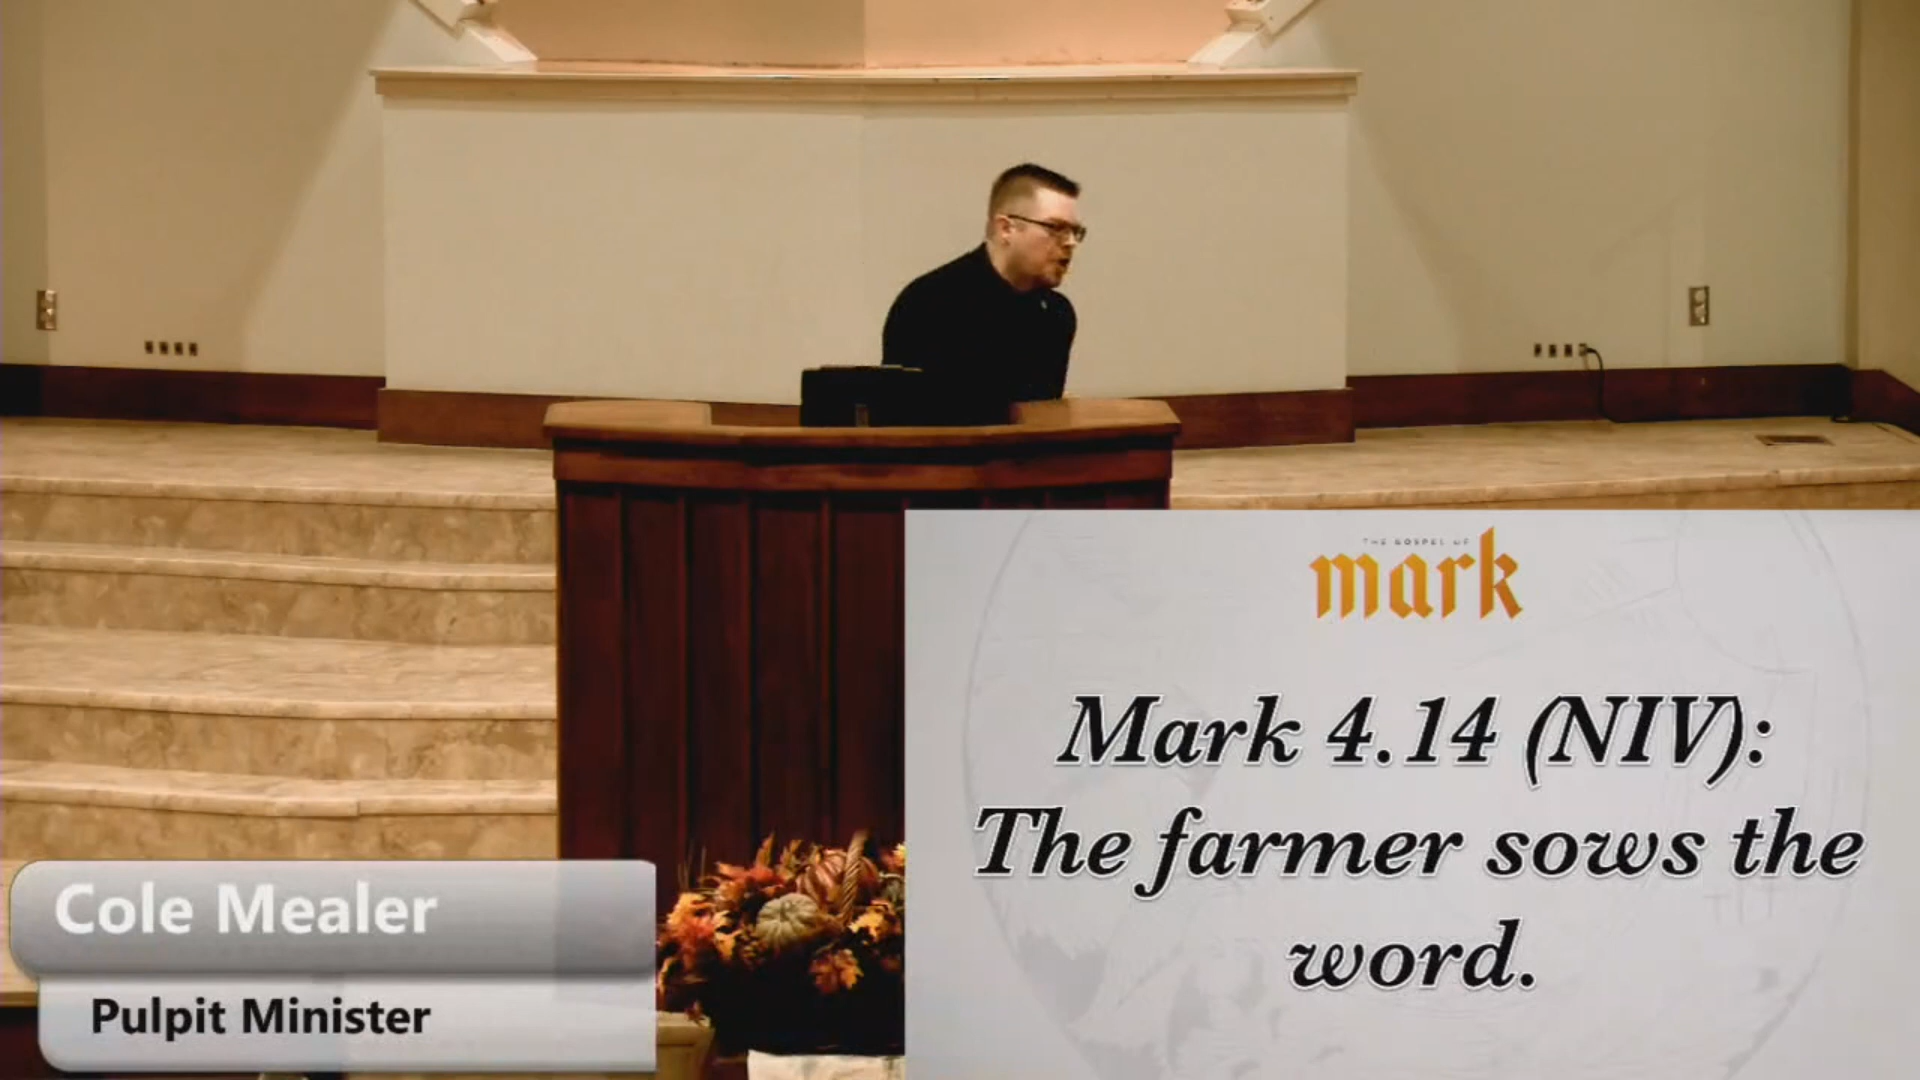 THE GOSPEL OF
mark
Mark 4.14 (NIV):
The farmer sows the
word.
Cole Mealer
Pulpit Minister